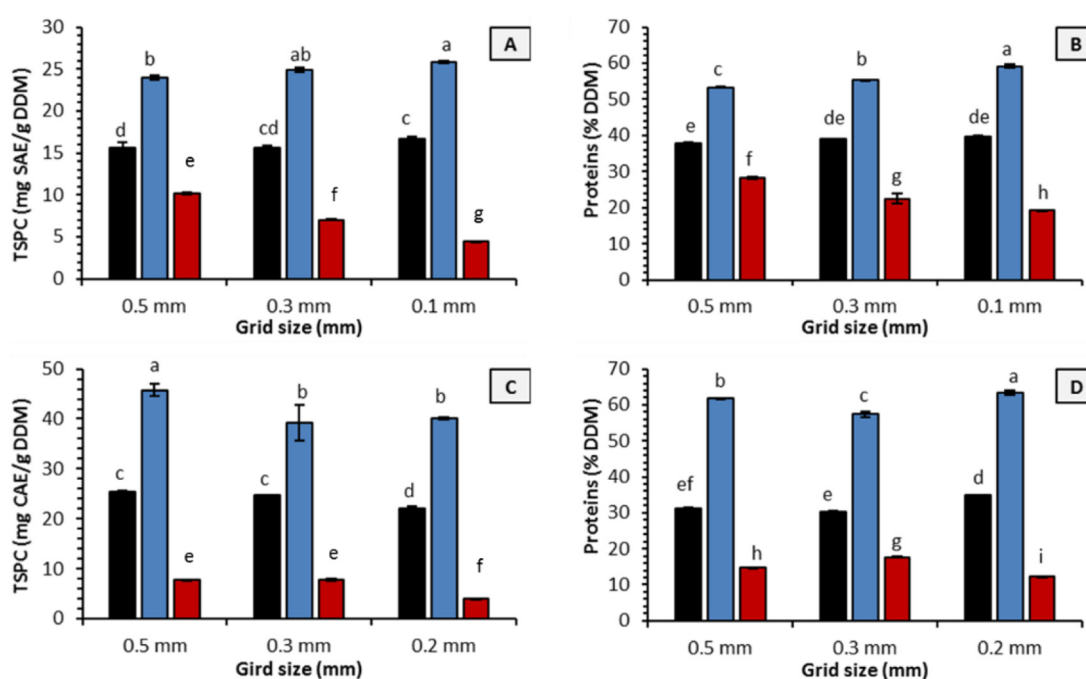 A
TSPC (mg SAE/g DDM)
30
25
20
15
10
5
0
d b e
cd ab f
c a g
0.5 mm 0.3 mm 0.1 mm
Grid size (mm)
B
Proteins (% DDM)
70
60
50
40
30
20
10
0
e c f
de b g
de a h
0.5 mm 0.3 mm 0.1 mm
Grid size (mm)
C
TSPC (mg CAE/g DDM)
50
40
30
20
10
0
c a e
c b e
d b f
0.5 mm 0.3 mm 0.2 mm
Gird size (mm)
D
Proteins (% DDM)
70
60
50
40
30
20
10
0
ef b h
e c g
d a i
0.5 mm 0.3 mm 0.2 mm
Grid size (mm)